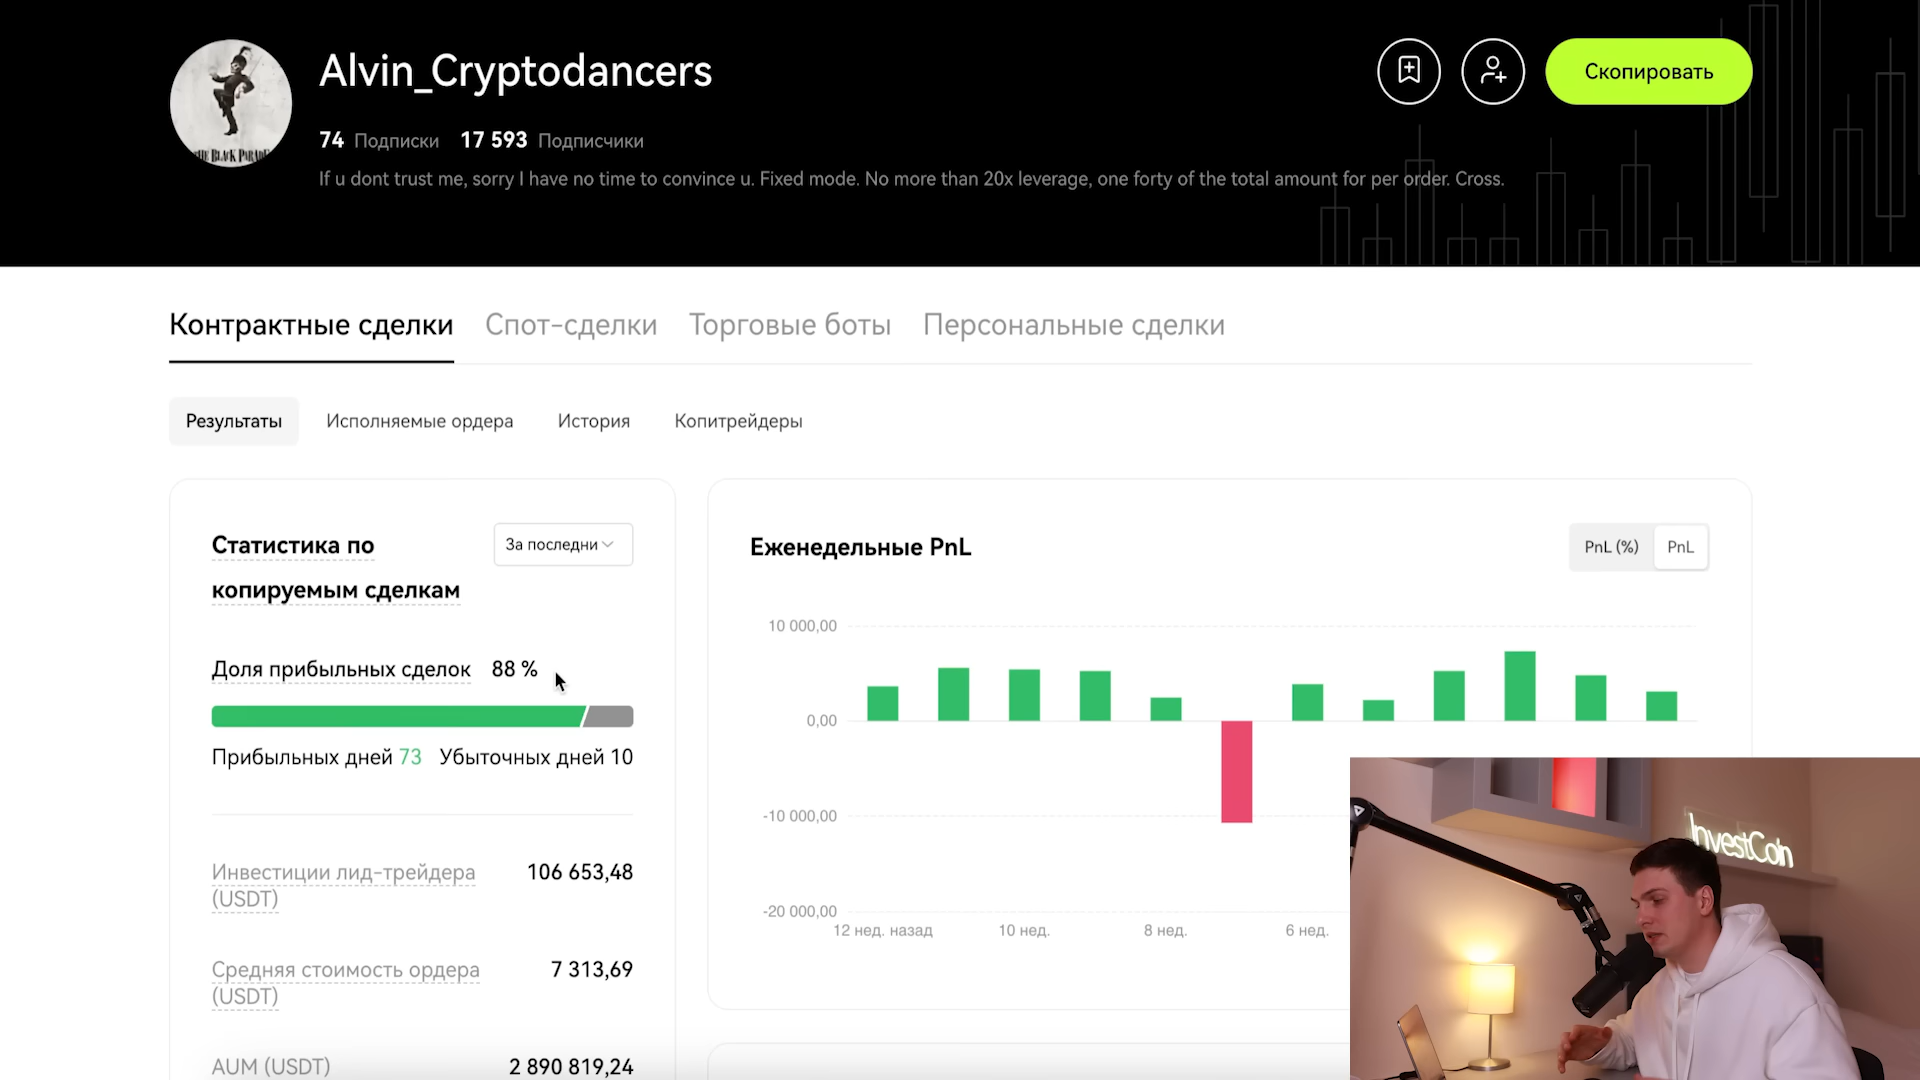 Alvin_Cryptodancers
Скопировать
74 Подписки 17 593 Подписчики
THE BLACK PARADE
If u dont trust me, sorry I have no time to convince u. Fixed mode. No more than 20x leverage, one forty of the total amount for per order. Cross.
Контрактные сделки Спот-сделки Торговые боты Персональные сделки
Результаты Исполняемые ордера История Копитрейдеры
Статистика по
копируемым сделкам
За последни
Доля прибыльных сделок 88 %
Прибыльных дней 73 Убыточных дней 10
Инвестиции лид-трейдера
(USDT)
106 653,48
Средняя стоимость ордера
(USDT)
7 313,69
AUM (USDT) 2 890 819,24
Еженедельные PnL
PnL (%) PnL
10 000,00
0,00
-10 000,00
-20 000,00
12 нед. назад 10 нед. 8 нед. 6 нед.
InvestCoin